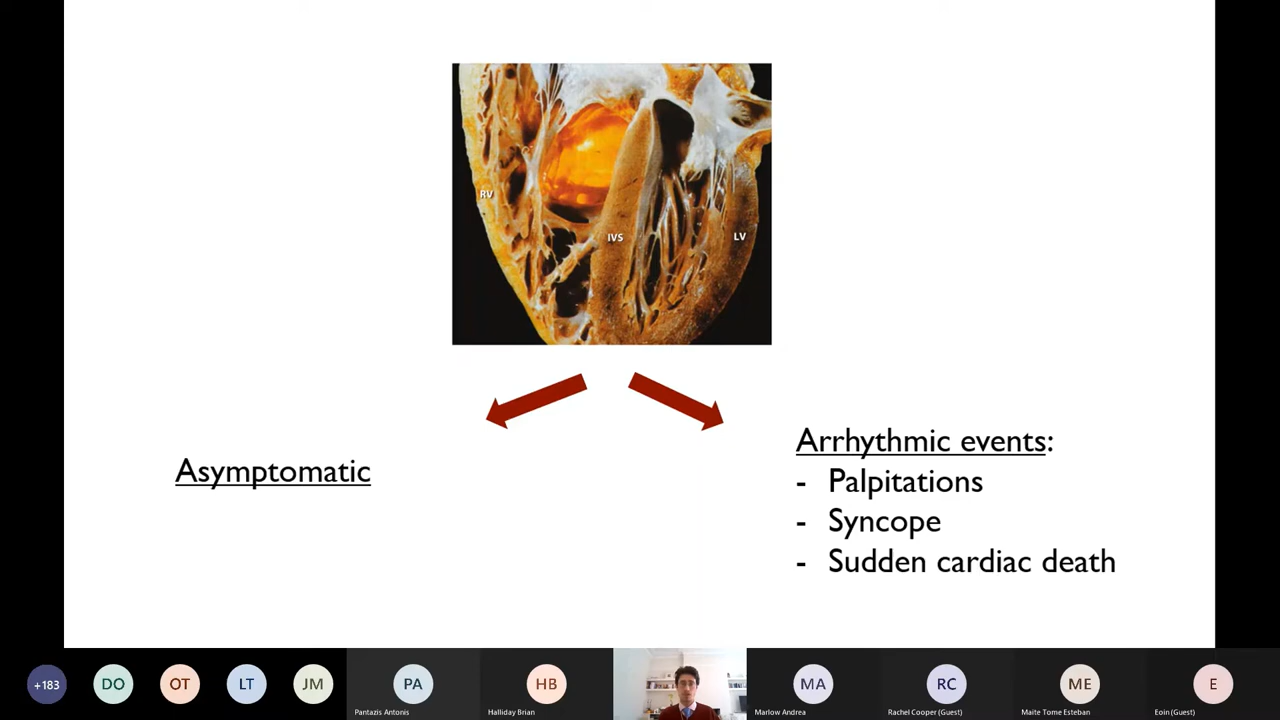 RV
IVS
LV
Asymptomatic
Arrhythmic events:
- Palpitations
- Syncope
- Sudden cardiac death
+183
DO
OT
LT
JM
PA
Pantazis Antonis
HB
Halliday Brian
MA
Marlow Andrea
RC
Rachel Cooper (Guest)
ME
Maite Tome Esteban
E
Eoin (Guest)